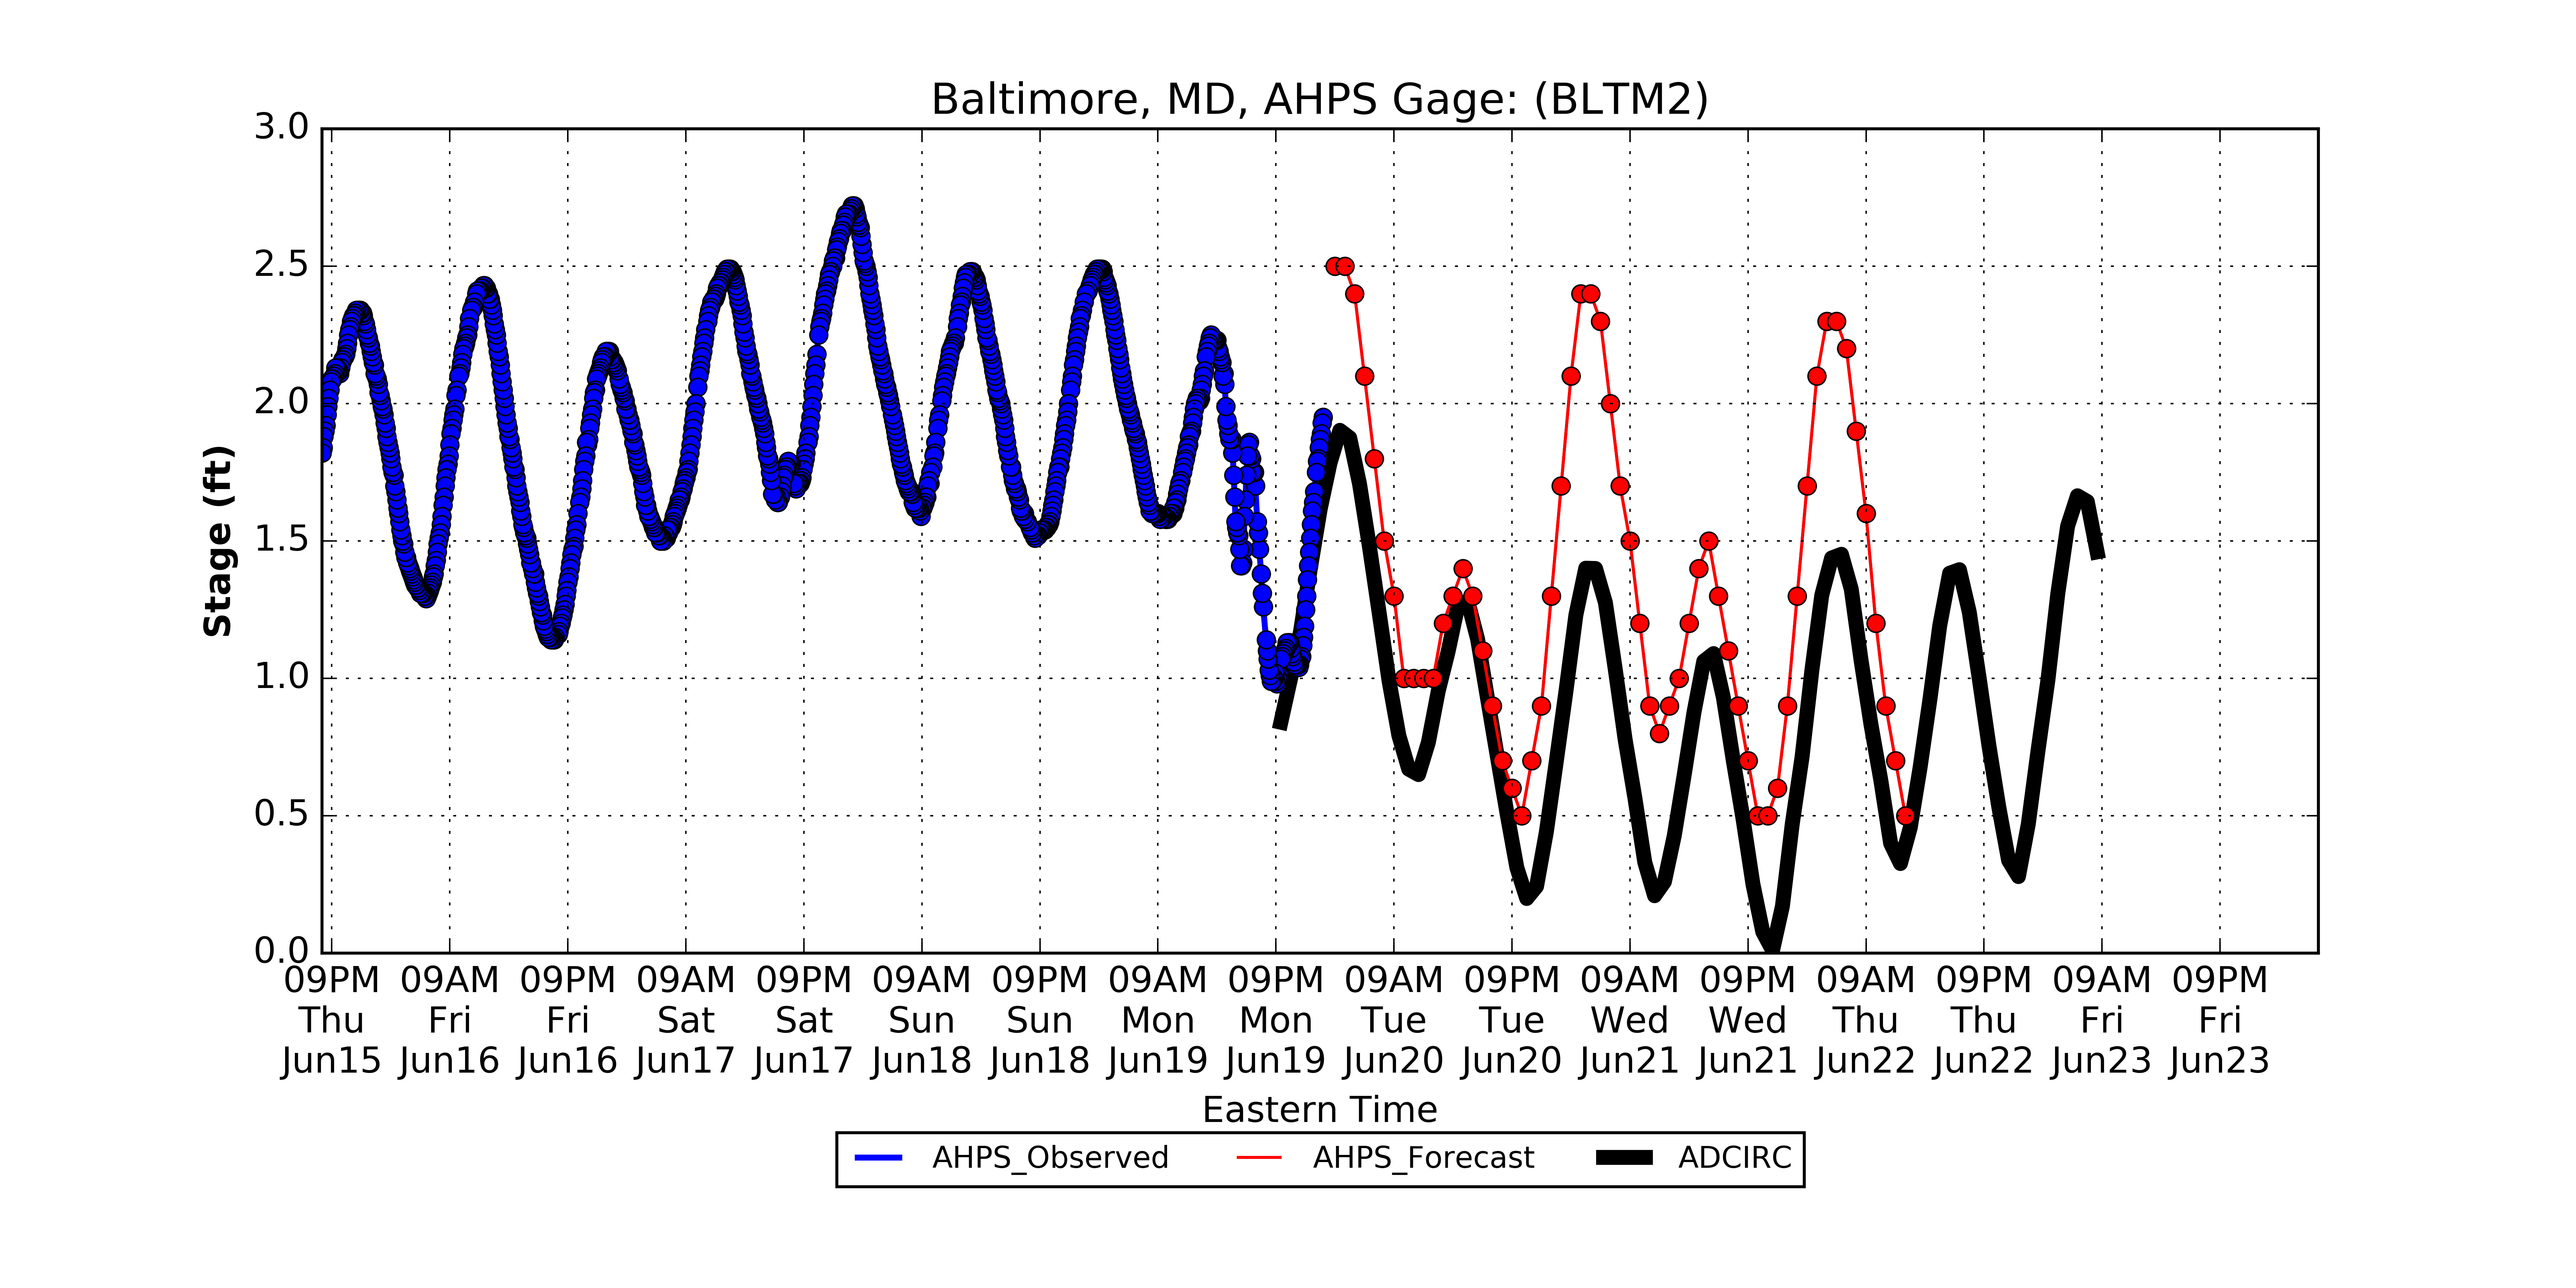 Baltimore, MD, AHPS Gage: (BLTM2)
Stage (ft)
3.0
2.5
2.0
1.5
1.0
0.5
0.0
09PM 09AM 09PM 09AM 09PM 09AM 09PM 09AM 09PM 09AM 09PM 09AM 09PM 09AM 09PM 09AM 09PM
Thu Fri Fri Sat Sat Sun Sun Mon Mon Tue Tue Wed Wed Thu Thu Fri Fri
Jun15 Jun16 Jun16 Jun17 Jun17 Jun18 Jun18 Jun19 Jun19 Jun20 Jun20 Jun21 Jun21 Jun22 Jun22 Jun23 Jun23
Eastern Time
AHPS_Observed AHPS_Forecast ADCIRC